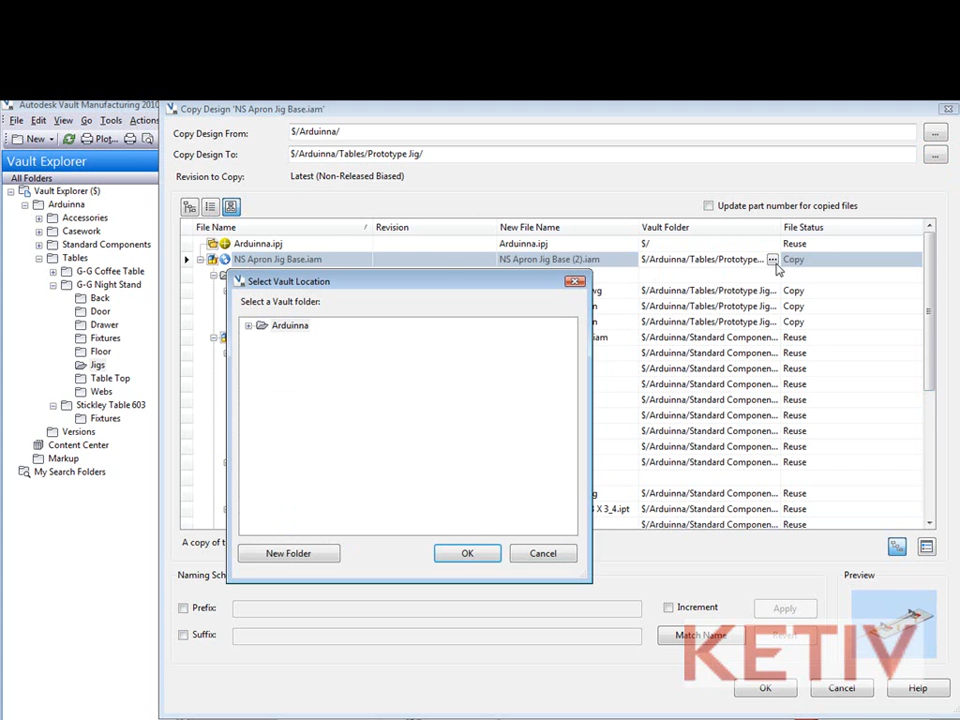 Autodesk Vault Manufacturing 2010
File Edit View Go Tools Actions
New Plot...
Vault Explorer
All Folders
Vault Explorer ($)
Arduinna
Accessories
Casework
Standard Components
Tables
G-G Coffee Table
G-G Night Stand
Back
Door
Drawer
Fixtures
Floor
Jigs
Table Top
Webs
Stickley Table 603
Fixtures
Versions
Content Center
Markup
My Search Folders
Copy Design 'NS Apron Jig Base.iam'
Copy Design From: $/Arduinna/ ...
Copy Design To: $/Arduinna/Tables/Prototype Jig/ ...
Revision to Copy: Latest (Non-Released Biased)
Update part number for copied files
File Name / Revision New File Name Vault Folder File Status
Arduinna.ipj Arduinna.ipj $/ Reuse
NS Apron Jig Base.iam NS Apron Jig Base (2).iam $/Arduinna/Tables/Prototype... ... Copy
wg $/Arduinna/Tables/Prototype Jig... Copy
n $/Arduinna/Tables/Prototype Jig... Copy
n $/Arduinna/Tables/Prototype Jig... Copy
iam $/Arduinna/Standard Componen... Reuse
$/Arduinna/Standard Componen... Reuse
$/Arduinna/Standard Componen... Reuse
$/Arduinna/Standard Componen... Reuse
$/Arduinna/Standard Componen... Reuse
$/Arduinna/Standard Componen... Reuse
$/Arduinna/Standard Componen... Reuse
$/Arduinna/Standard Componen... Reuse
$/Arduinna/Standard Componen... Reuse
g $/Arduinna/Standard Componen... Reuse
8 X 3_4.ipt $/Arduinna/Standard Componen... Reuse
$/Arduinna/Standard Componen... Reuse
Select Vault Location
Select a Vault folder:
Arduinna
New Folder OK Cancel
A copy of t
Naming Sch
Prefix:
Suffix:
Increment Apply
Match Name Revert
Preview
KETIV
OK Cancel Help